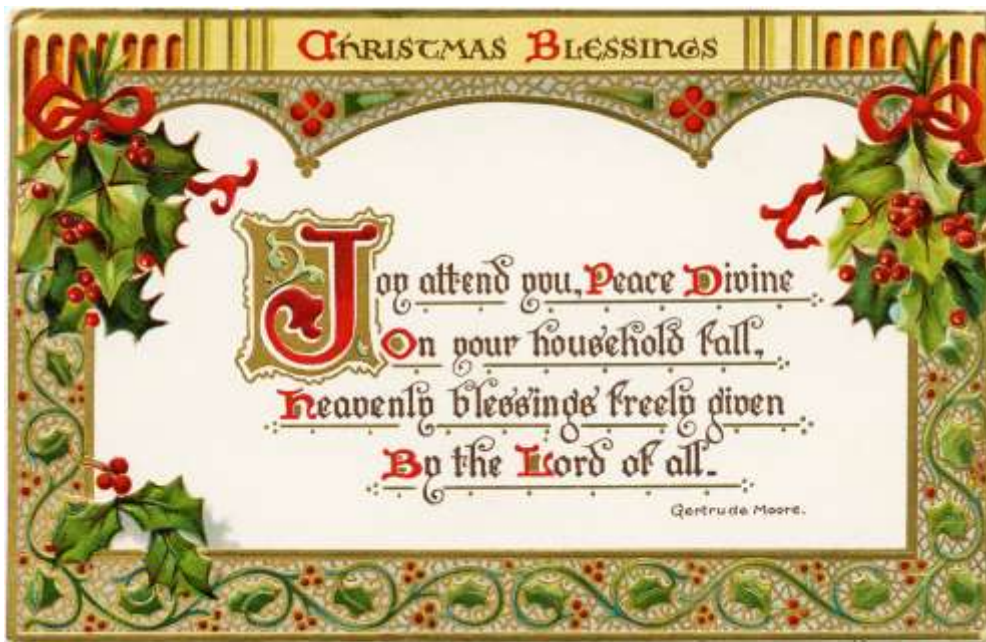 Christmas Blessings
Joy attend you, Peace Divine
On your household fall,
Heavenly blessings freely given
By the Lord of all.
Gertrude Moore.